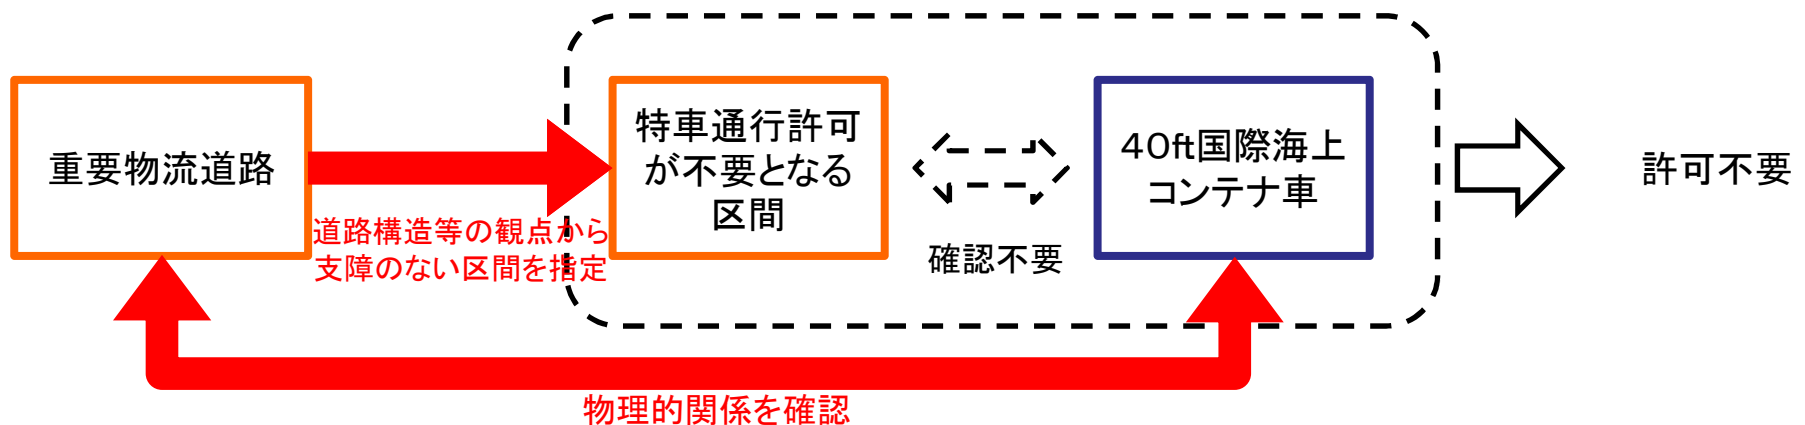 重要物流道路
道路構造等の観点から
支障のない区間を指定
特車通行許可
が不要となる
区間
確認不要
40ft国際海上
コンテナ車
許可不要
物理的関係を確認